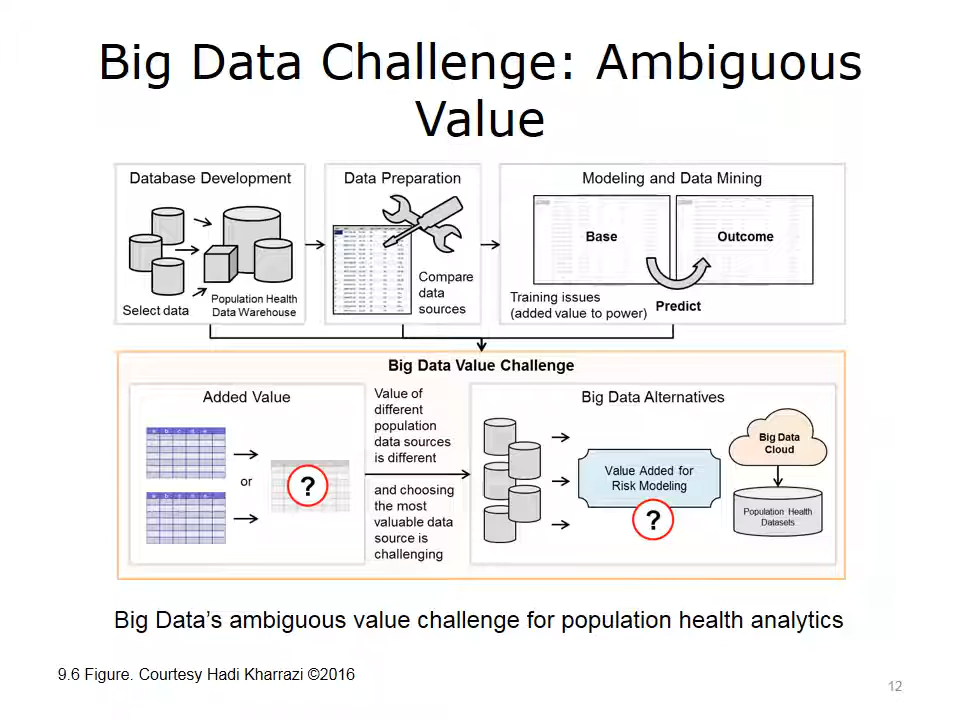 Big Data Challenge: Ambiguous
Value
Database Development
Select data
Population Health
Data Warehouse
Data Preparation
Compare
data
sources
Modeling and Data Mining
Base
Outcome
Training issues
(added value to power)
Predict
Big Data Value Challenge
Added Value
a b c d e
or
a b c d e
?
Value of
different
population
data sources
is different
and choosing
the most
valuable data
source is
challenging
Big Data Alternatives
Value Added for
Risk Modeling
?
Big Data
Cloud
Population Health
Datasets
Big Data’s ambiguous value challenge for population health analytics
9.6 Figure. Courtesy Hadi Kharrazi ©2016
12